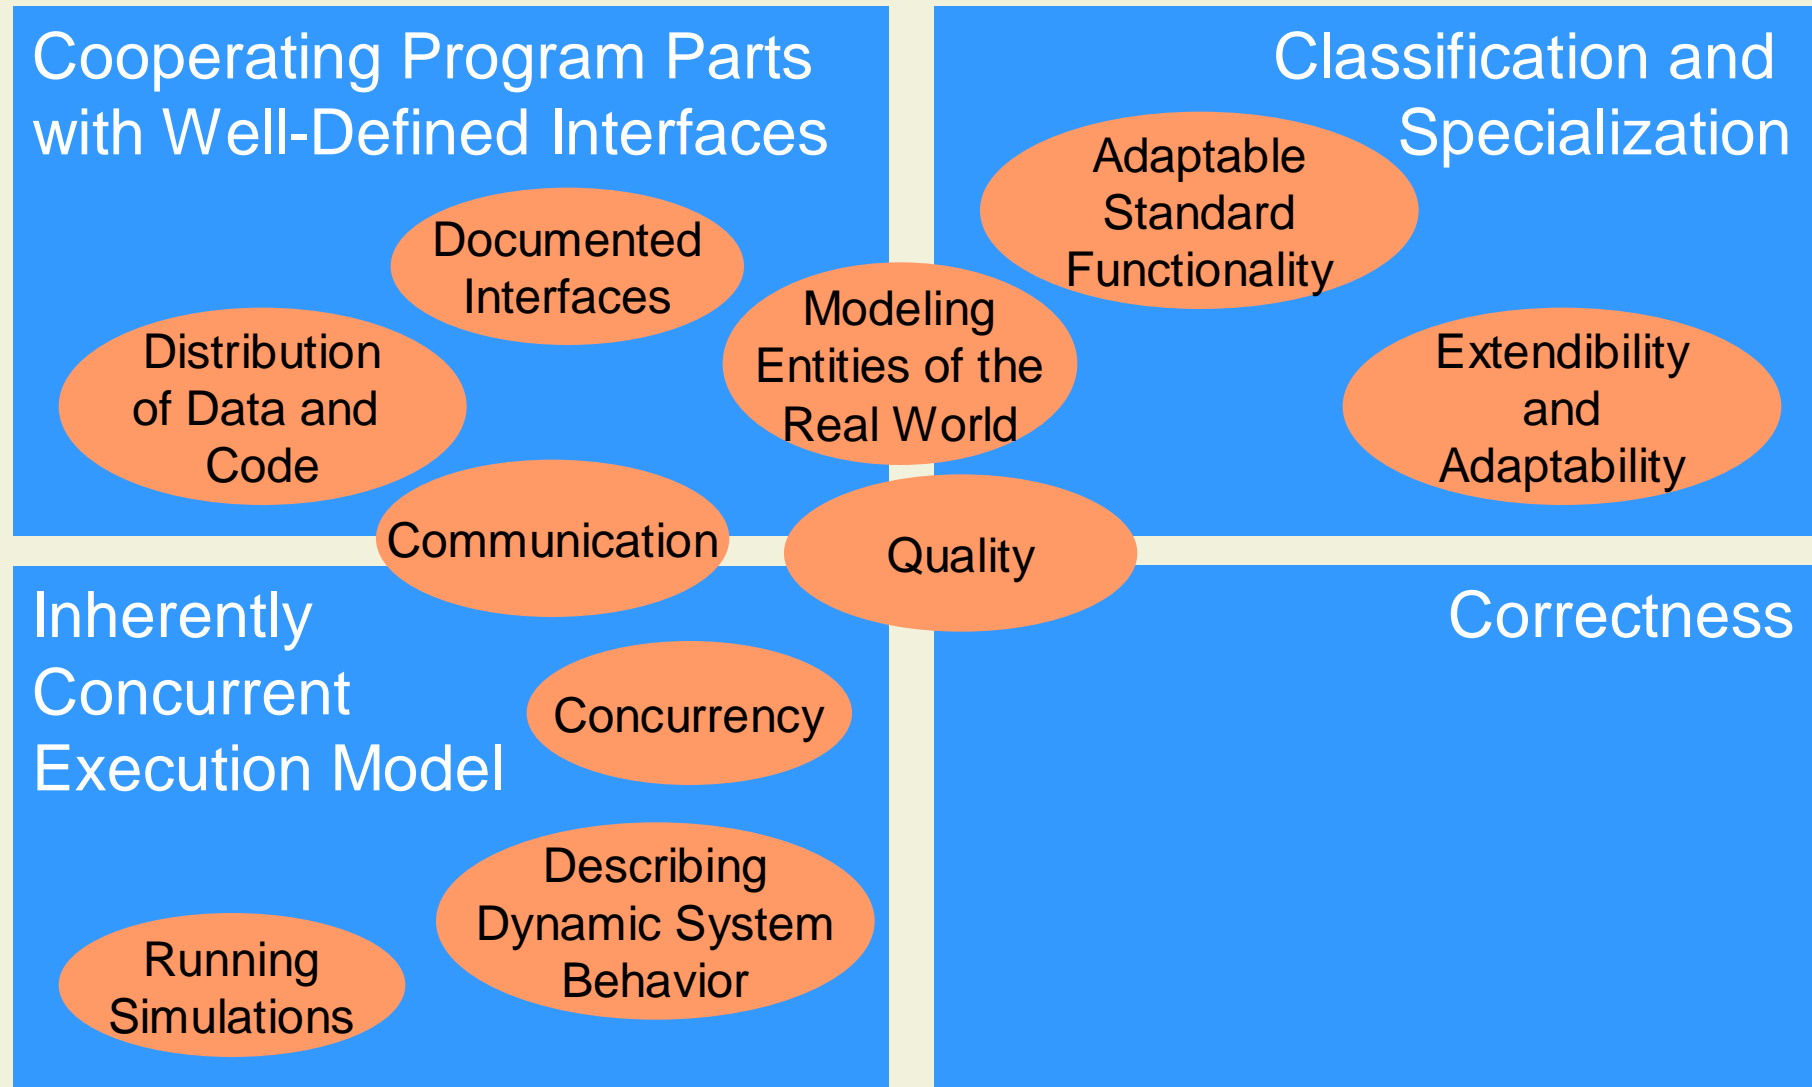 Cooperating Program Parts
with Well-Defined Interfaces
Documented
Interfaces
Distribution
of Data and
Code
Communication
Modeling
Entities of the
Real World
Quality
Classification and
Specialization
Adaptable
Standard
Functionality
Extendibility
and
Adaptability
Inherently
Concurrent
Execution Model
Concurrency
Describing
Dynamic System
Behavior
Running
Simulations
Correctness